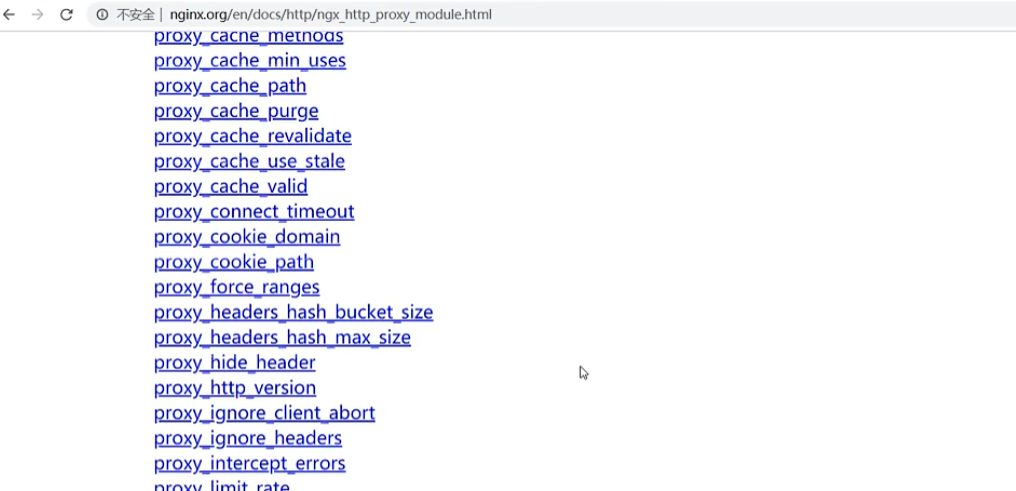 不安全 | nginx.org/en/docs/http/ngx_http_proxy_module.html
proxy_cache_methods
proxy_cache_min_uses
proxy_cache_path
proxy_cache_purge
proxy_cache_revalidate
proxy_cache_use_stale
proxy_cache_valid
proxy_connect_timeout
proxy_cookie_domain
proxy_cookie_path
proxy_force_ranges
proxy_headers_hash_bucket_size
proxy_headers_hash_max_size
proxy_hide_header
proxy_http_version
proxy_ignore_client_abort
proxy_ignore_headers
proxy_intercept_errors
proxy_limit_rate